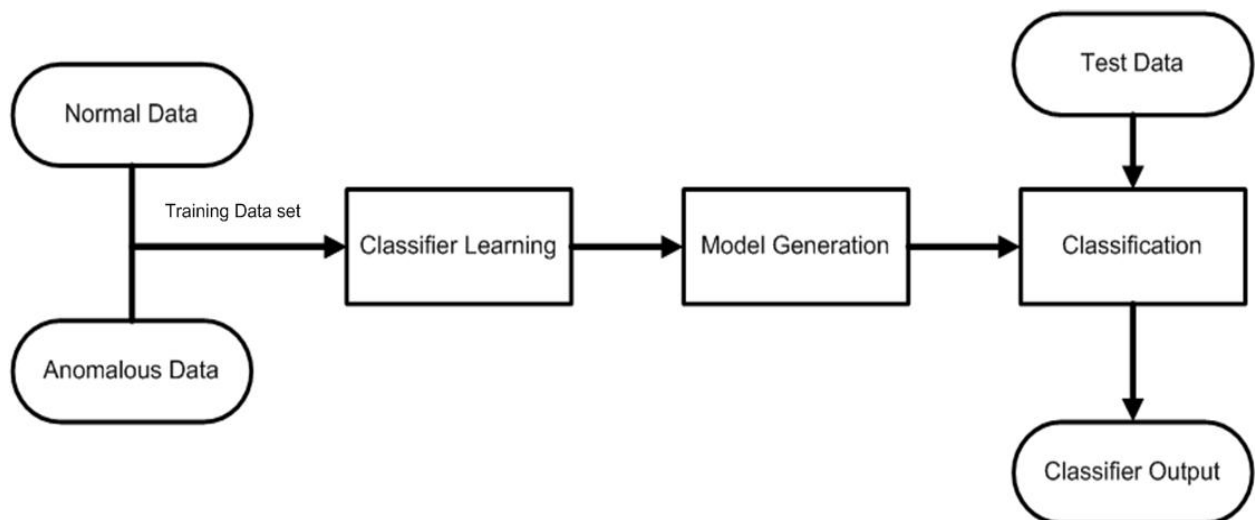 Test Data
Normal Data
Training Data set
Classifier Learning
Model Generation
Classification
Anomalous Data
Classifier Output